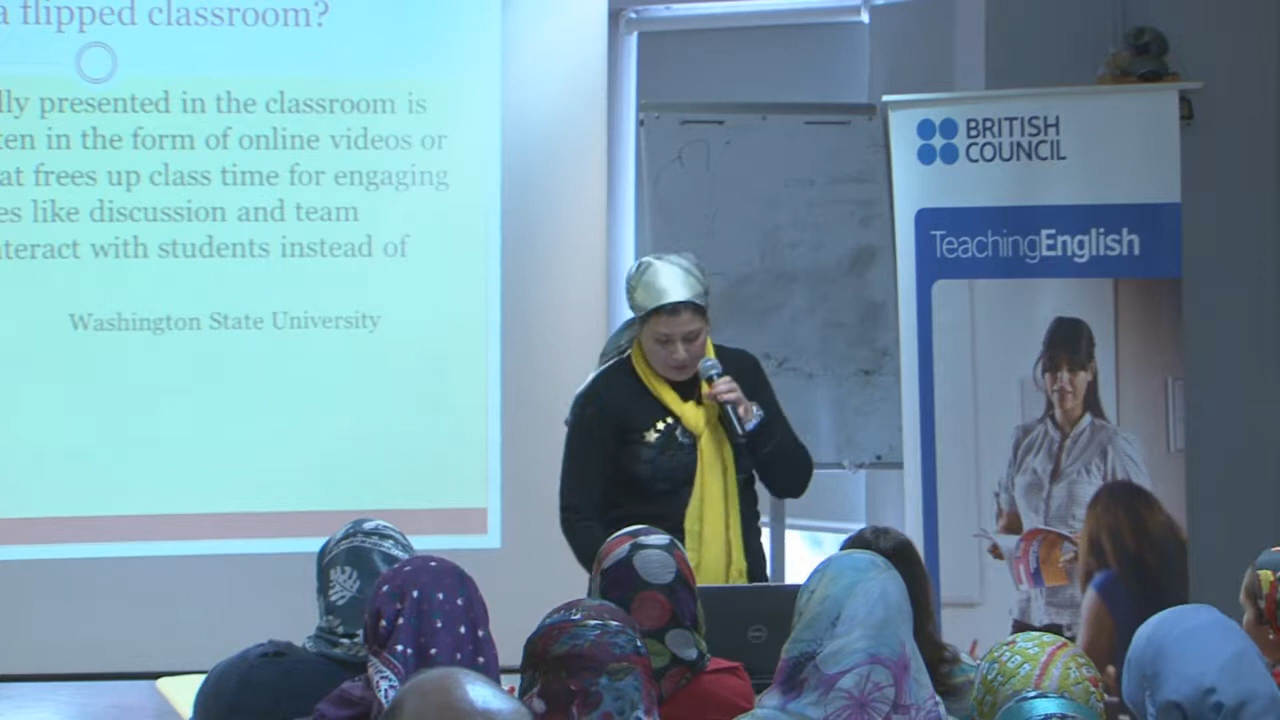 a flipped classroom?
lly presented in the classroom is
ten in the form of online videos or
at frees up class time for engaging
es like discussion and team
nteract with students instead of
Washington State University
BRITISH
COUNCIL
TeachingEnglish
DELL